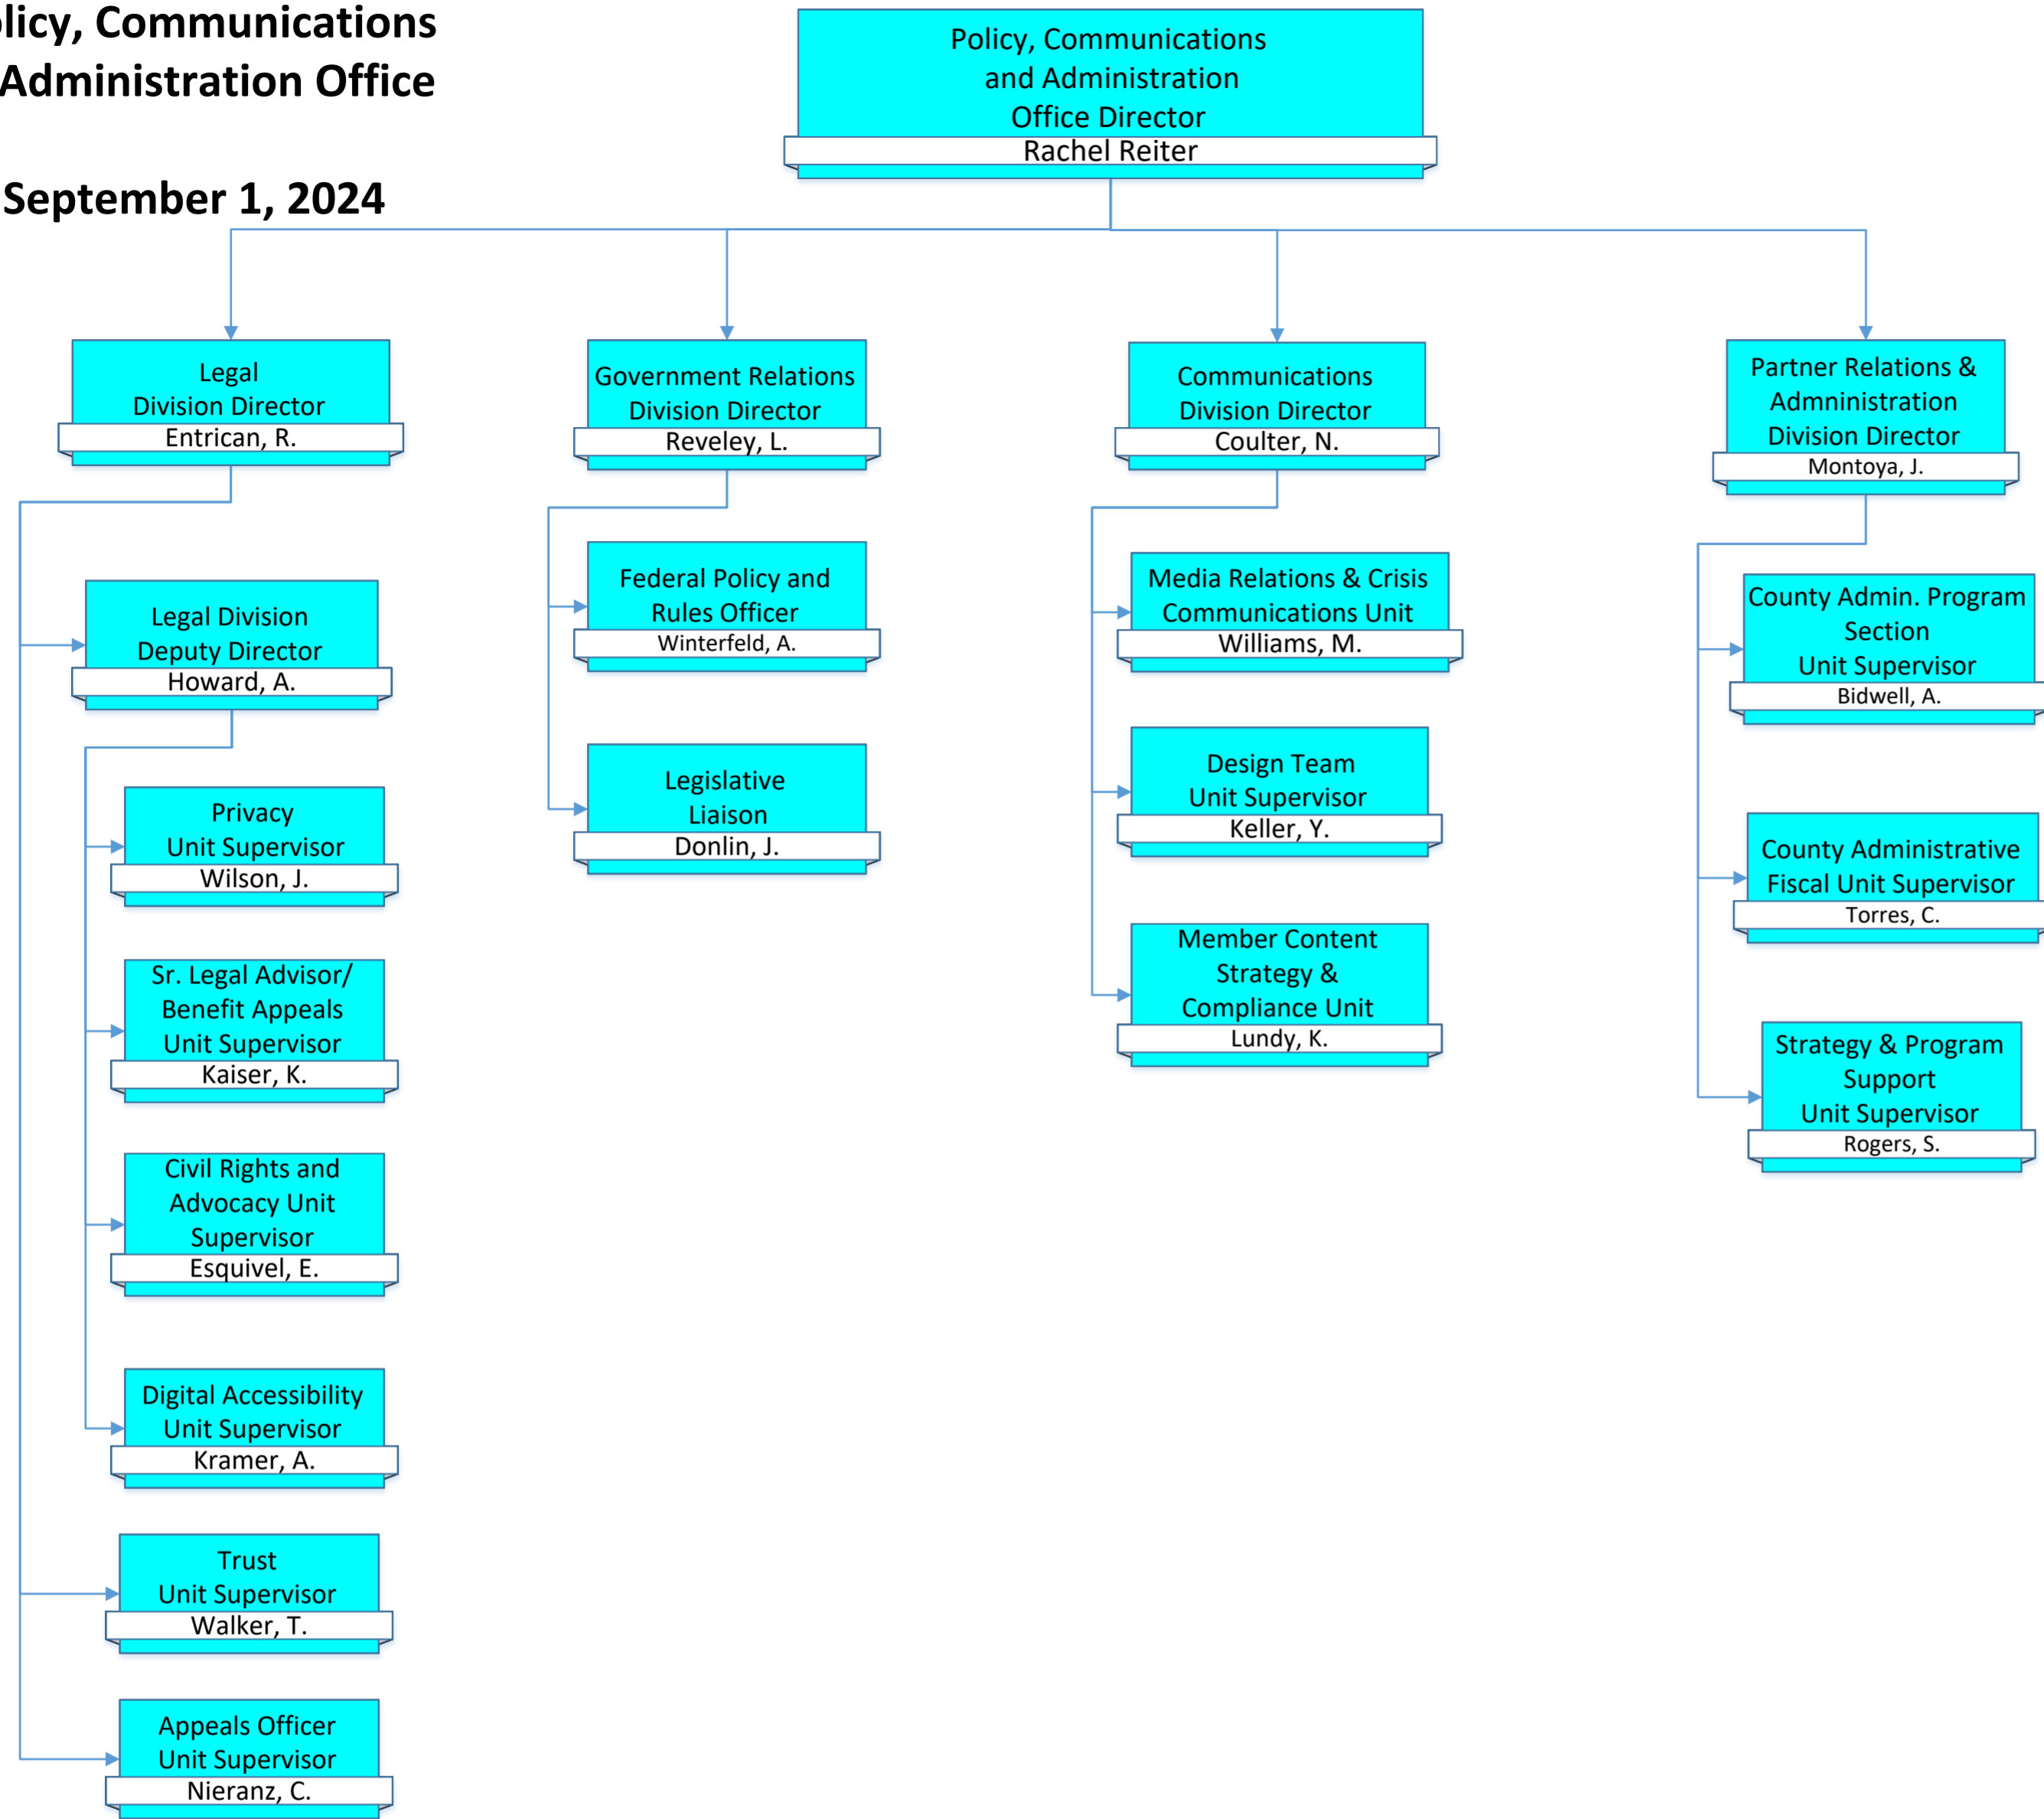 olicy, Communications
Administration Office
September 1, 2024
Policy, Communications
and Administration
Office Director
Rachel Reiter
Legal
Division Director
Entrican, R.
Government Relations
Division Director
Reveley, L.
Communications
Division Director
Coulter, N.
Partner Relations &
Admninistration
Division Director
Montoya, J.
Legal Division
Deputy Director
Howard, A.
Privacy
Unit Supervisor
Wilson, J.
Sr. Legal Advisor/
Benefit Appeals
Unit Supervisor
Kaiser, K.
Civil Rights and
Advocacy Unit
Supervisor
Esquivel, E.
Digital Accessibility
Unit Supervisor
Kramer, A.
Trust
Unit Supervisor
Walker, T.
Appeals Officer
Unit Supervisor
Nieranz, C.
Federal Policy and
Rules Officer
Winterfeld, A.
Legislative
Liaison
Donlin, J.
Media Relations & Crisis
Communications Unit
Williams, M.
Design Team
Unit Supervisor
Keller, Y.
Member Content
Strategy &
Compliance Unit
Lundy, K.
County Admin. Program
Section
Unit Supervisor
Bidwell, A.
County Administrative
Fiscal Unit Supervisor
Torres, C.
Strategy & Program
Support
Unit Supervisor
Rogers, S.